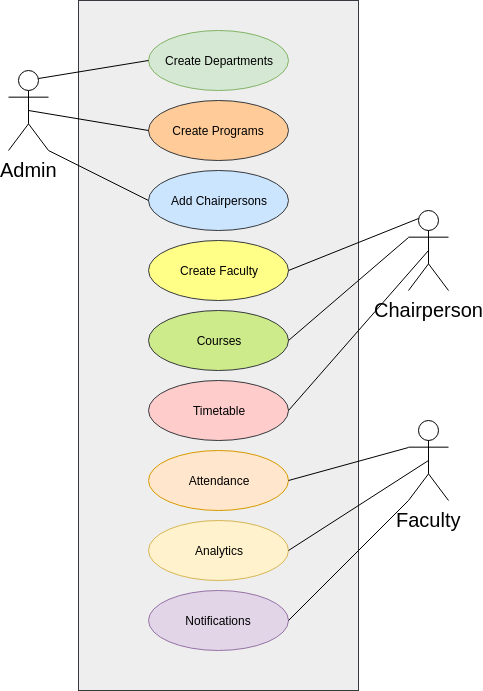 Create Departments
Create Programs
Admin
Add Chairpersons
Create Faculty
Chairperson
Courses
Timetable
Attendance
Faculty
Analytics
Notifications